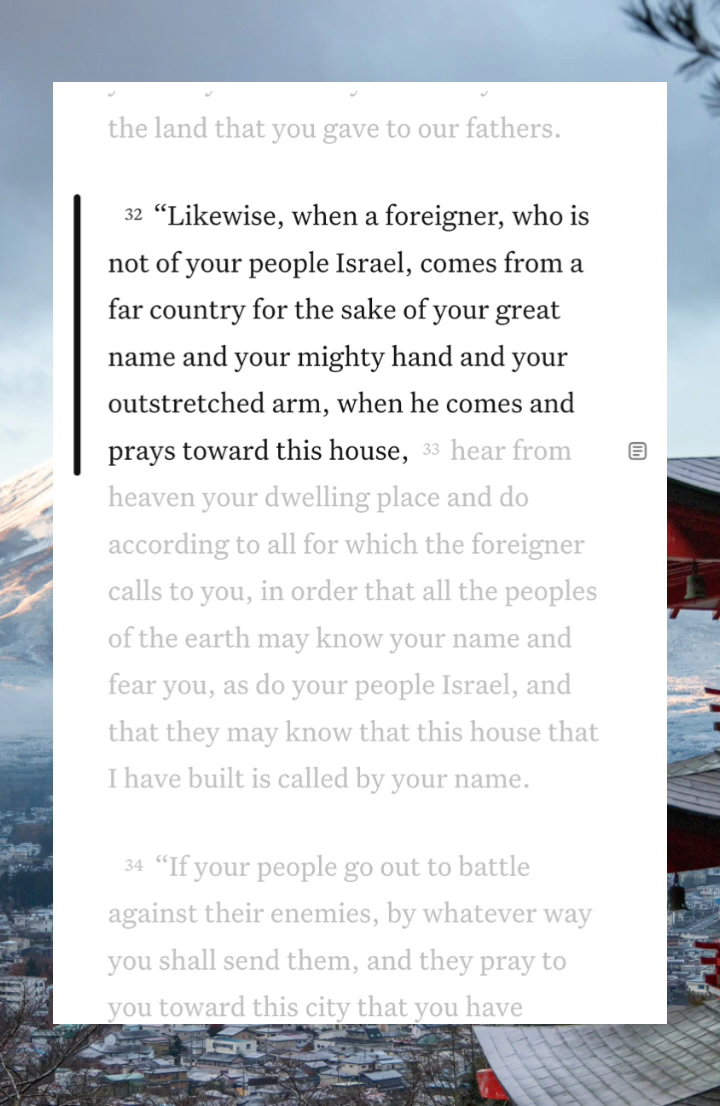 the land that you gave to our fathers.
32 “Likewise, when a foreigner, who is
not of your people Israel, comes from a
far country for the sake of your great
name and your mighty hand and your
outstretched arm, when he comes and
prays toward this house, 33 hear from
heaven your dwelling place and do
according to all for which the foreigner
calls to you, in order that all the peoples
of the earth may know your name and
fear you, as do your people Israel, and
that they may know that this house that
I have built is called by your name.
34 “If your people go out to battle
against their enemies, by whatever way
you shall send them, and they pray to
you toward this city that you have